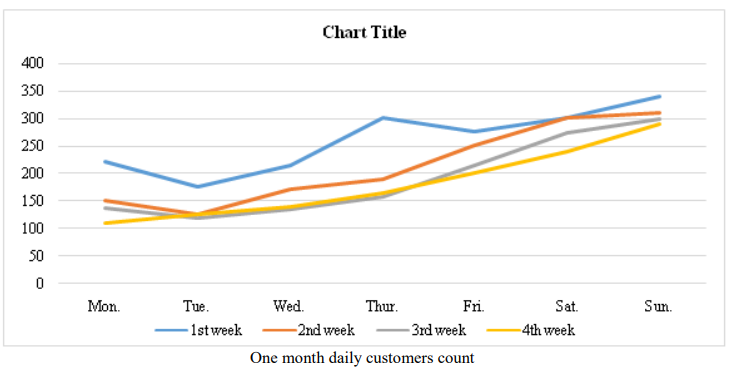 Chart Title
400
350
300
250
200
150
100
50
0
Mon. Tue. Wed. Thur. Fri. Sat. Sun.
1st week 2nd week 3rd week 4th week
One month daily customers count